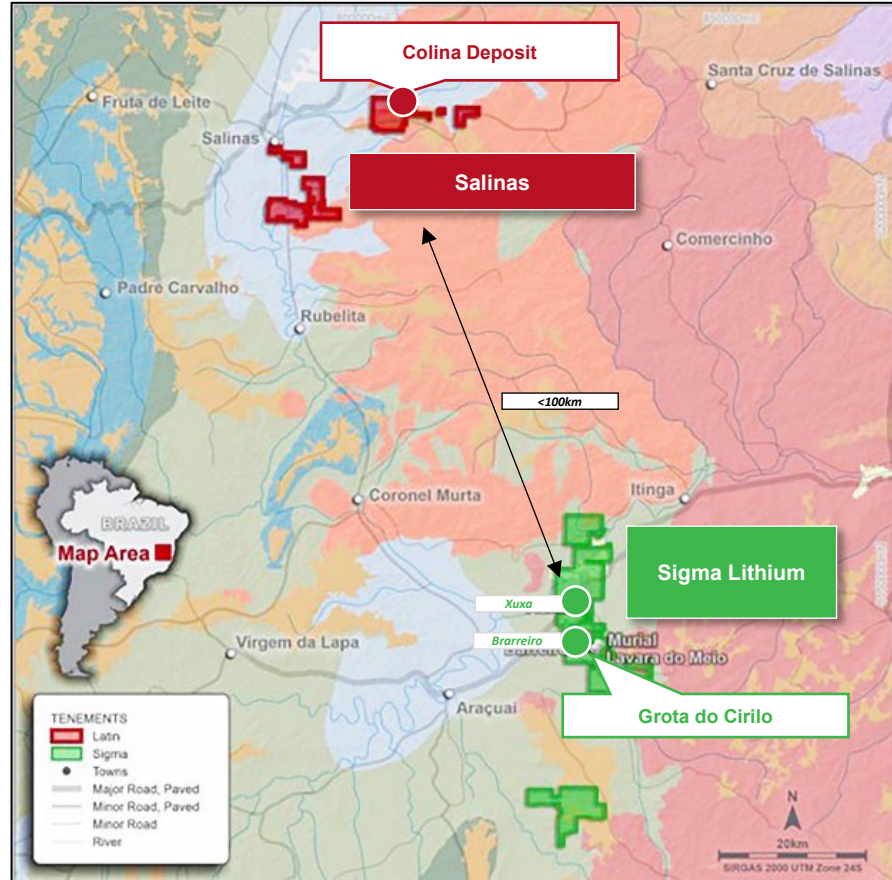 800000mE
850000mE
Colina Deposit
Santa Cruz de Salinas
Fruta de Leite
Salinas
Salinas
Comercinho
Padre Carvalho
Rubelita
<100km
Coronel Murta
Itinga
BRAZIL
Map Area
Sigma Lithium
Xuxa
Brarreiro
Murial
Lavara do Meio
Virgem da Lapa
Grota do Cirilo
Araçuai
TENEMENTS
Latin
Sigma
Towns
Major Road, Paved
Minor Road, Paved
Minor Road
River
N
20km
SIRGAS 2000 UTM Zone 24S